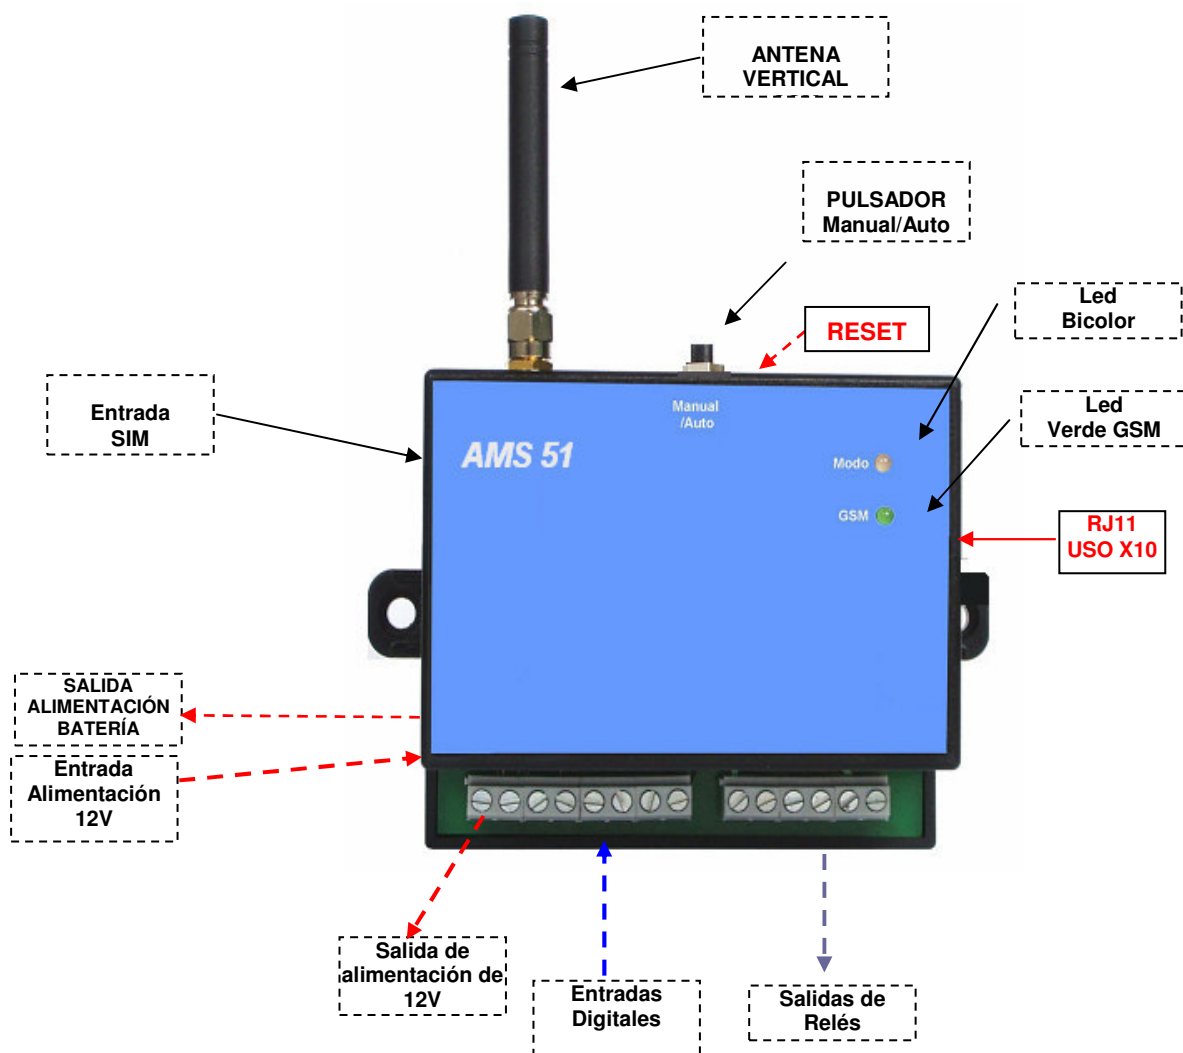 ANTENA
VERTICAL
PULSADOR
Manual/Auto
RESET
Led
Bicolor
Entrada
SIM
Manual
/Auto
Led
Verde GSM
AMS 51
Modo
GSM
RJ11
USO X10
SALIDA
ALIMENTACIÓN
BATERÍA
Entrada
Alimentación
12V
Salida de
alimentación de
12V
Entradas
Digitales
Salidas de
Relés